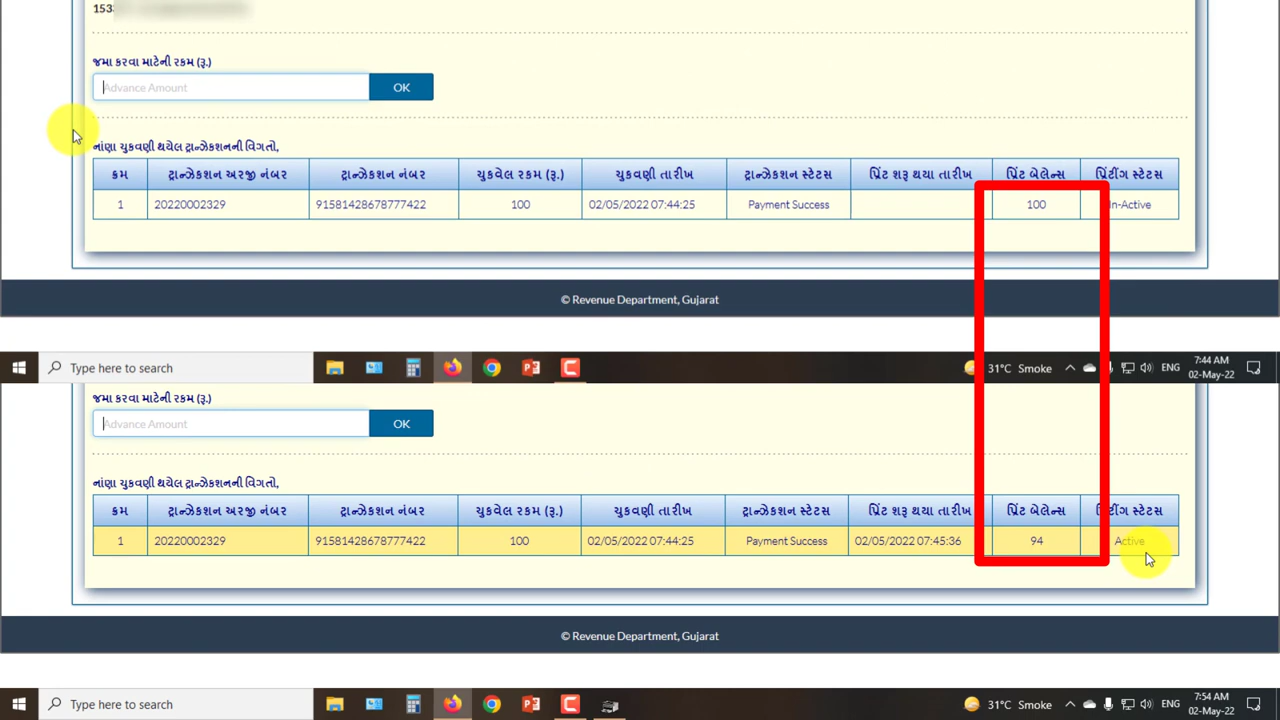 153
જમા કરવા માટેની રકમ (રૂ.)
Advance Amount OK
નાંણા ચુકવણી થયેલ ટ્રાન્ઝેકશનની વિગતો,
ક્રમ ટ્રાન્ઝેકશન અરજી નંબર ટ્રાન્ઝેકશન નંબર ચુકવેલ રકમ (રૂ.) ચુકવણી તારીખ ટ્રાન્ઝેકશન સ્ટેટસ પ્રિંટ શરૂ થયા તારીખ પ્રિંટ બેલેન્સ પ્રિંટીંગ સ્ટેટસ
1 20220002329 91581428678777422 100 02/05/2022 07:44:25 Payment Success 100 In-Active
© Revenue Department, Gujarat
Type here to search 31°C Smoke ENG 7:44 AM
02-May-22
જમા કરવા માટેની રકમ (રૂ.)
Advance Amount OK
નાંણા ચુકવણી થયેલ ટ્રાન્ઝેકશનની વિગતો,
ક્રમ ટ્રાન્ઝેકશન અરજી નંબર ટ્રાન્ઝેકશન નંબર ચુકવેલ રકમ (રૂ.) ચુકવણી તારીખ ટ્રાન્ઝેકશન સ્ટેટસ પ્રિંટ શરૂ થયા તારીખ પ્રિંટ બેલેન્સ પ્રિંટીંગ સ્ટેટસ
1 20220002329 91581428678777422 100 02/05/2022 07:44:25 Payment Success 02/05/2022 07:45:36 94 Active
© Revenue Department, Gujarat
Type here to search 31°C Smoke ENG 7:54 AM
02-May-22